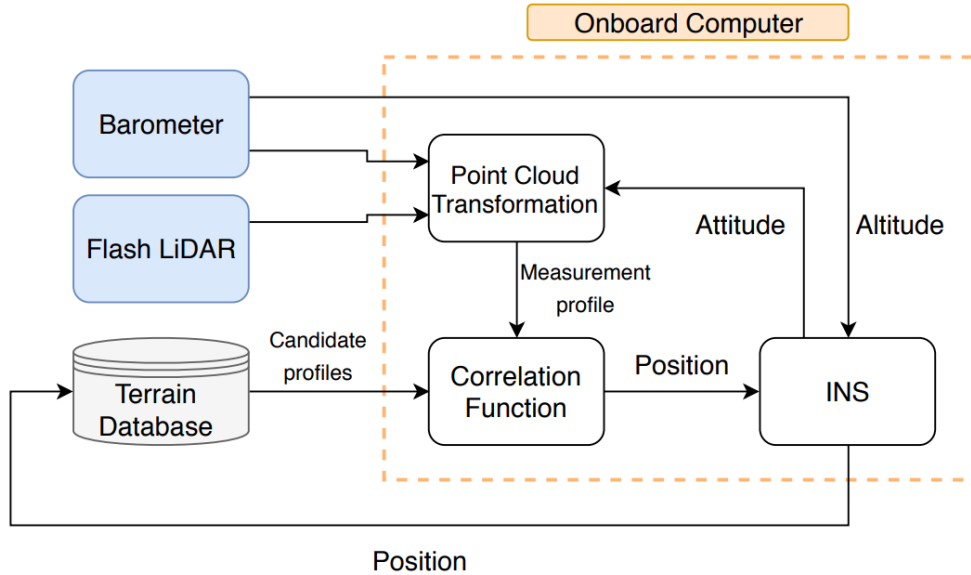 Onboard Computer
Barometer
Point Cloud
Transformation
Flash LiDAR
Attitude
Altitude
Measurement
profile
Candidate
profiles
Terrain
Database
Correlation
Function
Position
INS
Position